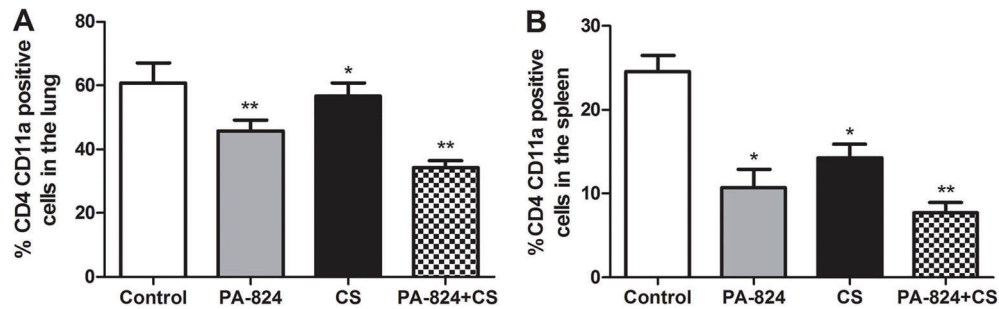 A
% CD4 CD11a positive
cells in the lung
80
60
40
20
0
**
*
**
Control
PA-824
CS
PA-824+CS
B
%CD4 CD11a positive
cells in the spleen
30
20
10
0
*
*
**
Control
PA-824
CS
PA-824+CS